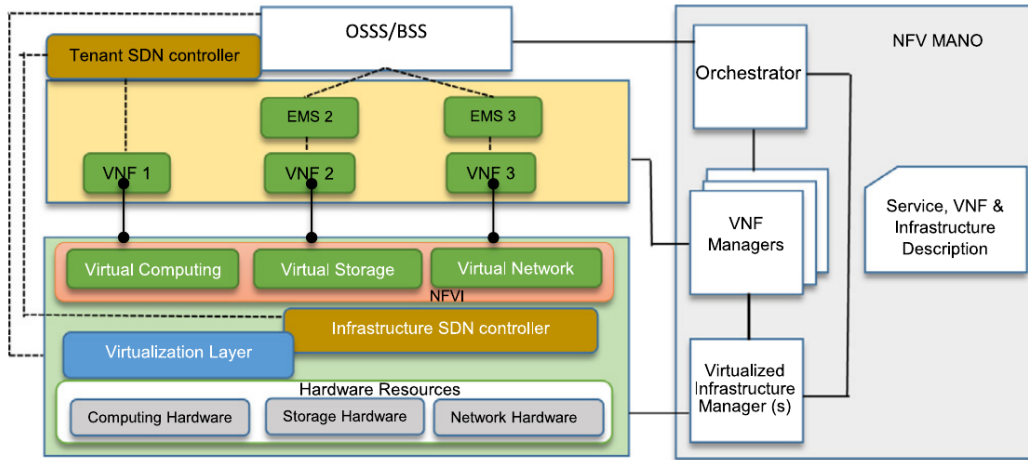 OSSS/BSS
NFV MANO
Tenant SDN controller
Orchestrator
EMS 2
EMS 3
VNF 1
VNF 2
VNF 3
VNF
Managers
Service, VNF &
Infrastructure
Description
Virtual Computing
Virtual Storage
Virtual Network
NFVI
Infrastructure SDN controller
Virtualization Layer
Virtualized
Infrastructure
Manager (s)
Hardware Resources
Computing Hardware
Storage Hardware
Network Hardware